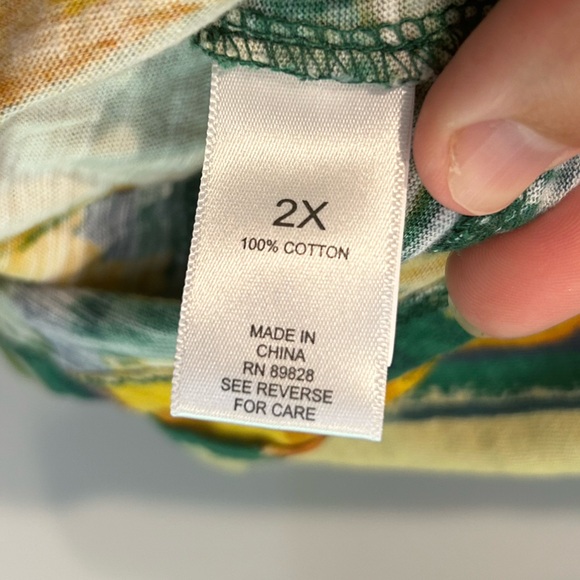 2X
100% COTTON
MADE IN
CHINA
RN 89828
SEE REVERSE
FOR CARE